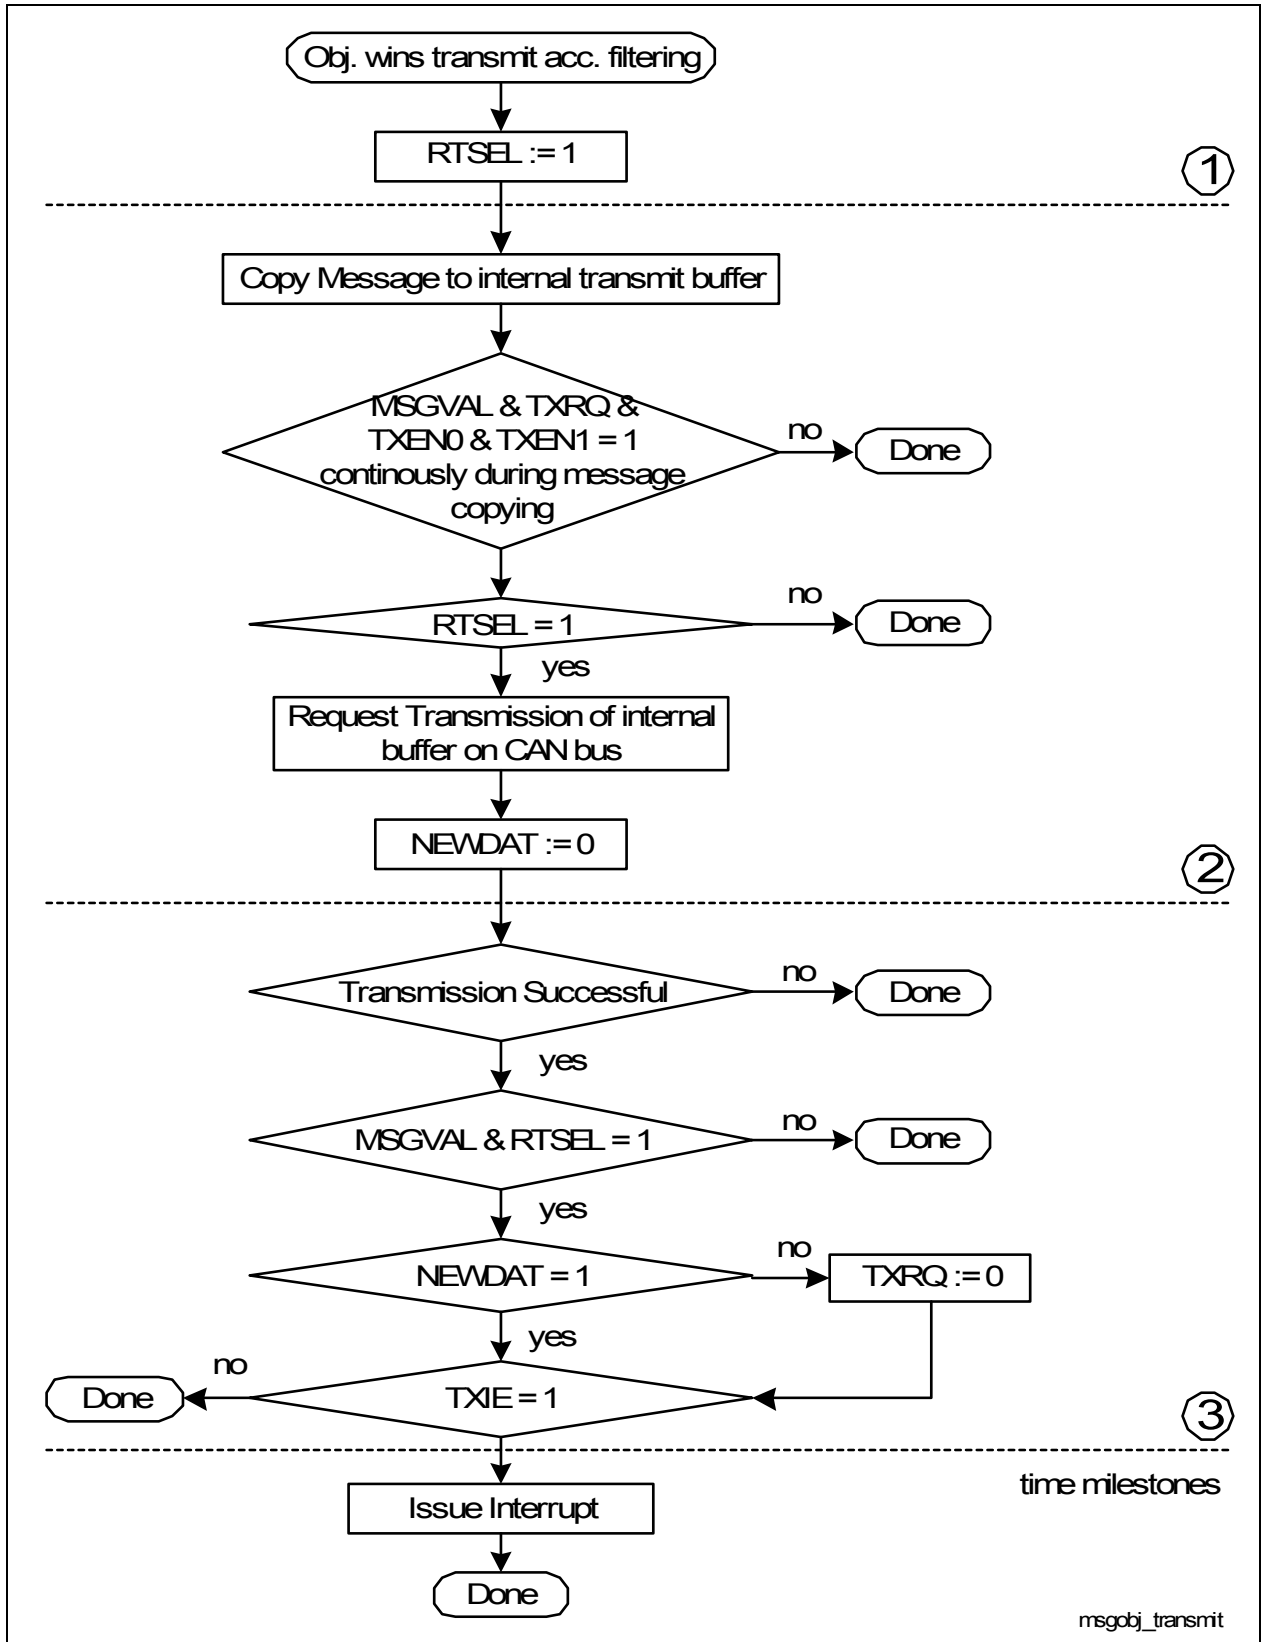 Obj. wins transmit acc. filtering
RTSEL := 1
1
Copy Message to internal transmit buffer
MSGVAL & TXRQ &
TXEN0 & TXEN1 = 1
continously during message
copying
no
Done
RTSEL = 1
no
Done
yes
Request Transmission of internal
buffer on CAN bus
NEWDAT := 0
2
Transmission Successful
no
Done
yes
MSGVAL & RTSEL = 1
no
Done
yes
NEWDAT = 1
no
TXRQ := 0
yes
TXIE = 1
no
Done
3
time milestones
Issue Interrupt
Done
msgobj_transmit